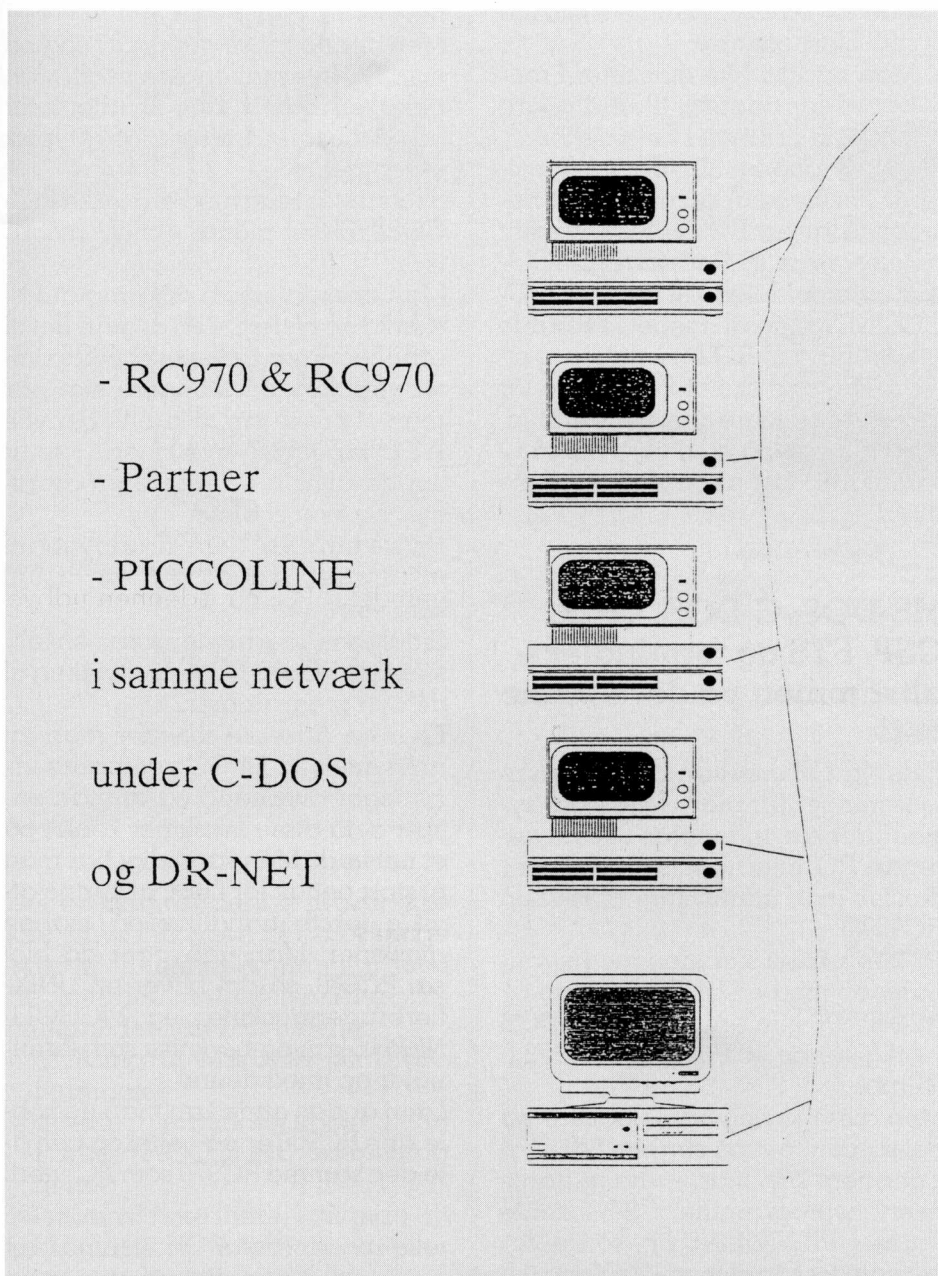 - RC970 & RC970
- Partner
- PICCOLINE
i samme netværk
under C-DOS
og DR-NET